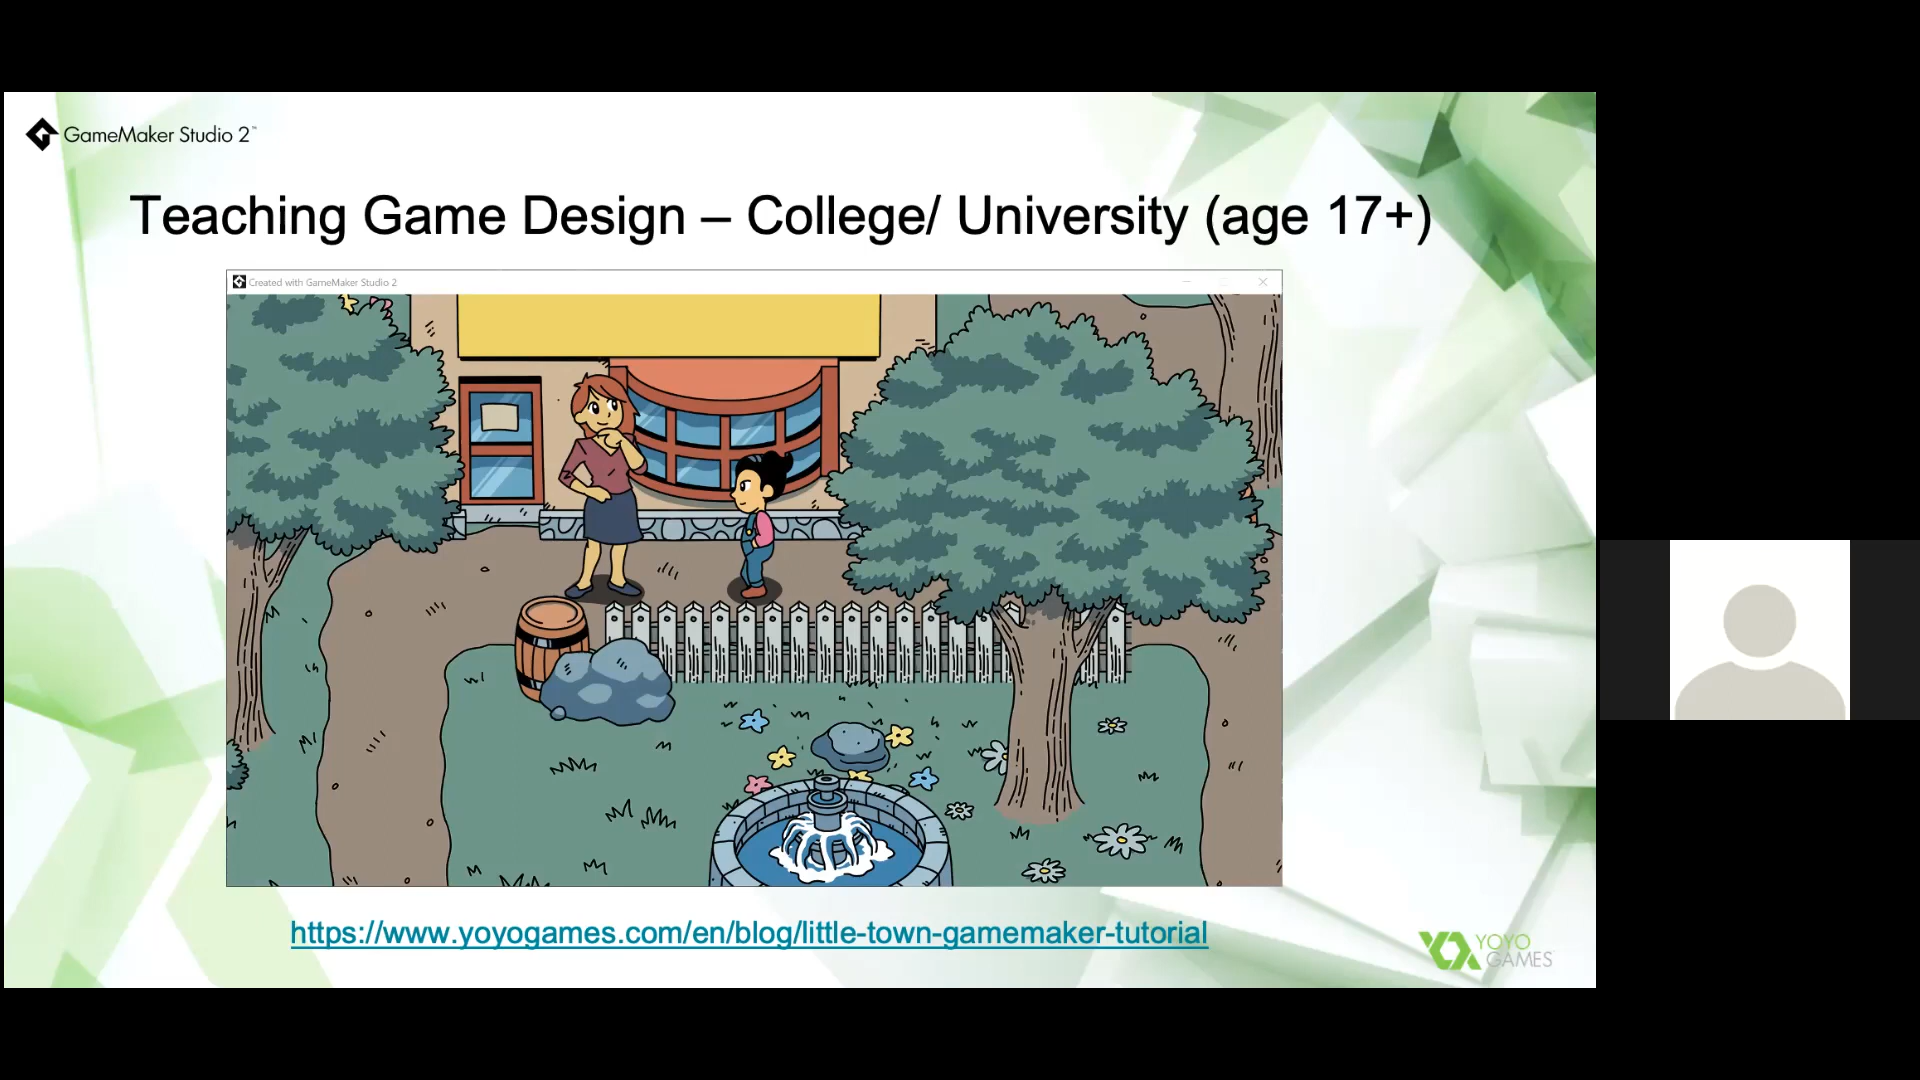 GameMaker Studio 2™
Teaching Game Design – College/ University (age 17+)
Created with GameMaker Studio 2
https://www.yoyogames.com/en/blog/little-town-gamemaker-tutorial
YOYO
GAMES